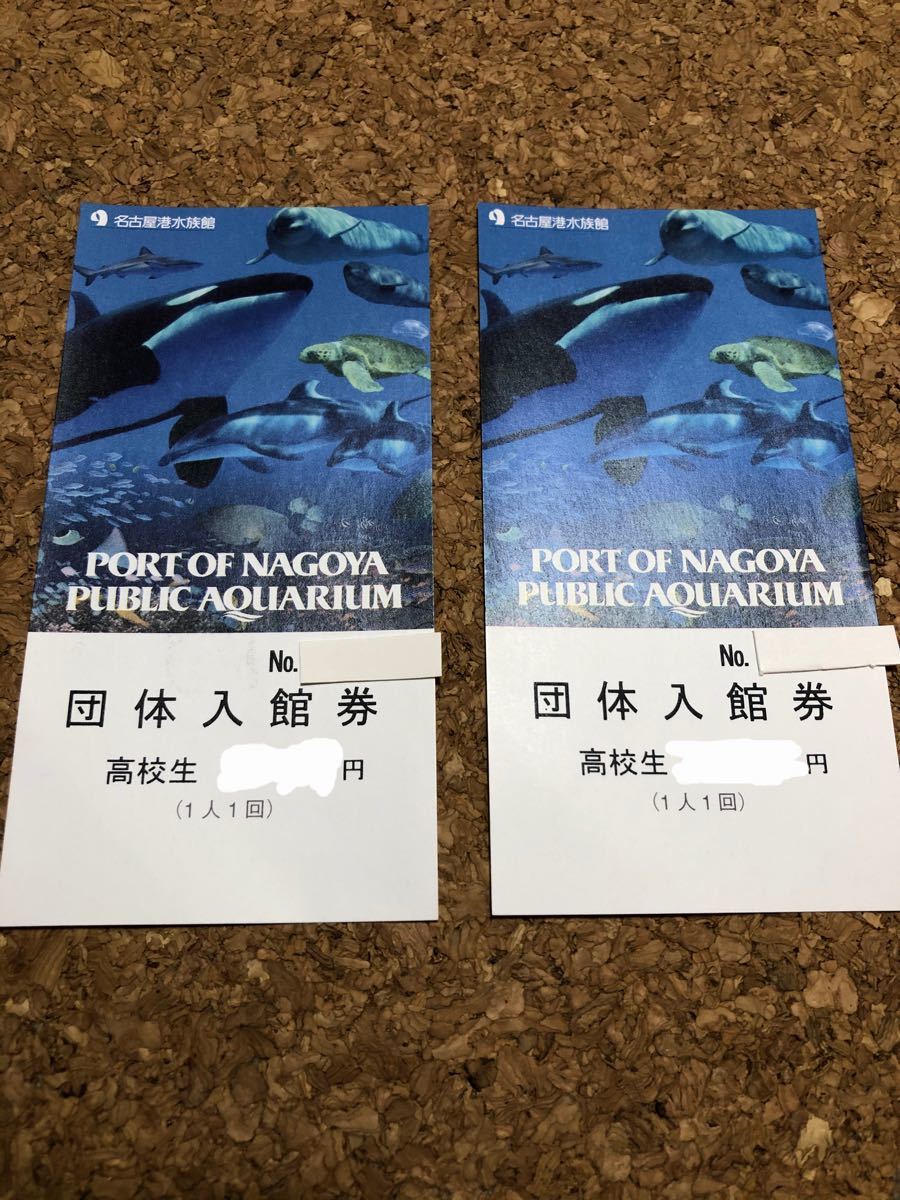 名古屋港水族館
PORT OF NAGOYA
PUBLIC AQUARIUM
No.
団体入館券
高校生 円
(1人1回)
名古屋港水族館
PORT OF NAGOYA
PUBLIC AQUARIUM
No.
団体入館券
高校生 円
(1人1回)